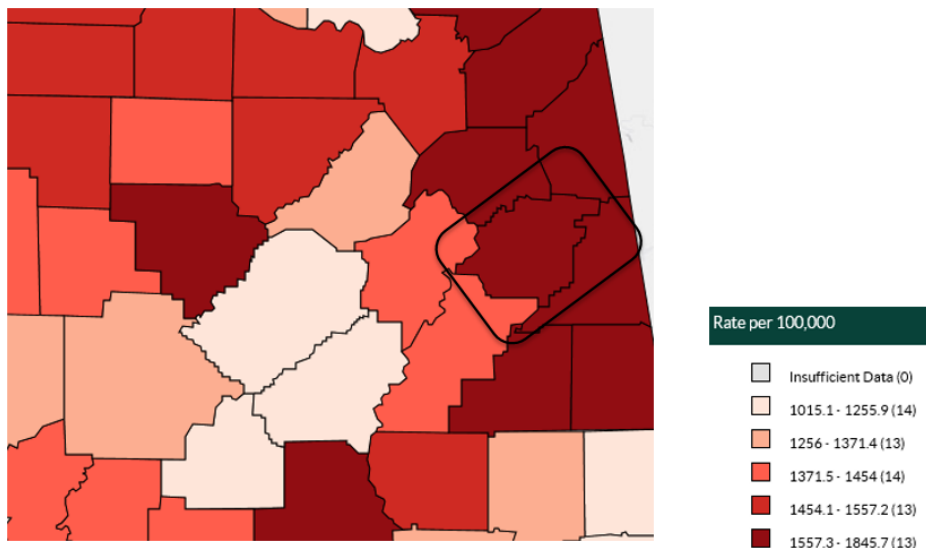 Rate per 100,000
Insufficient Data (0)
1015.1 - 1255.9 (14)
1256 - 1371.4 (13)
1371.5 - 1454 (14)
1454.1 - 1557.2 (13)
1557.3 - 1845.7 (13)